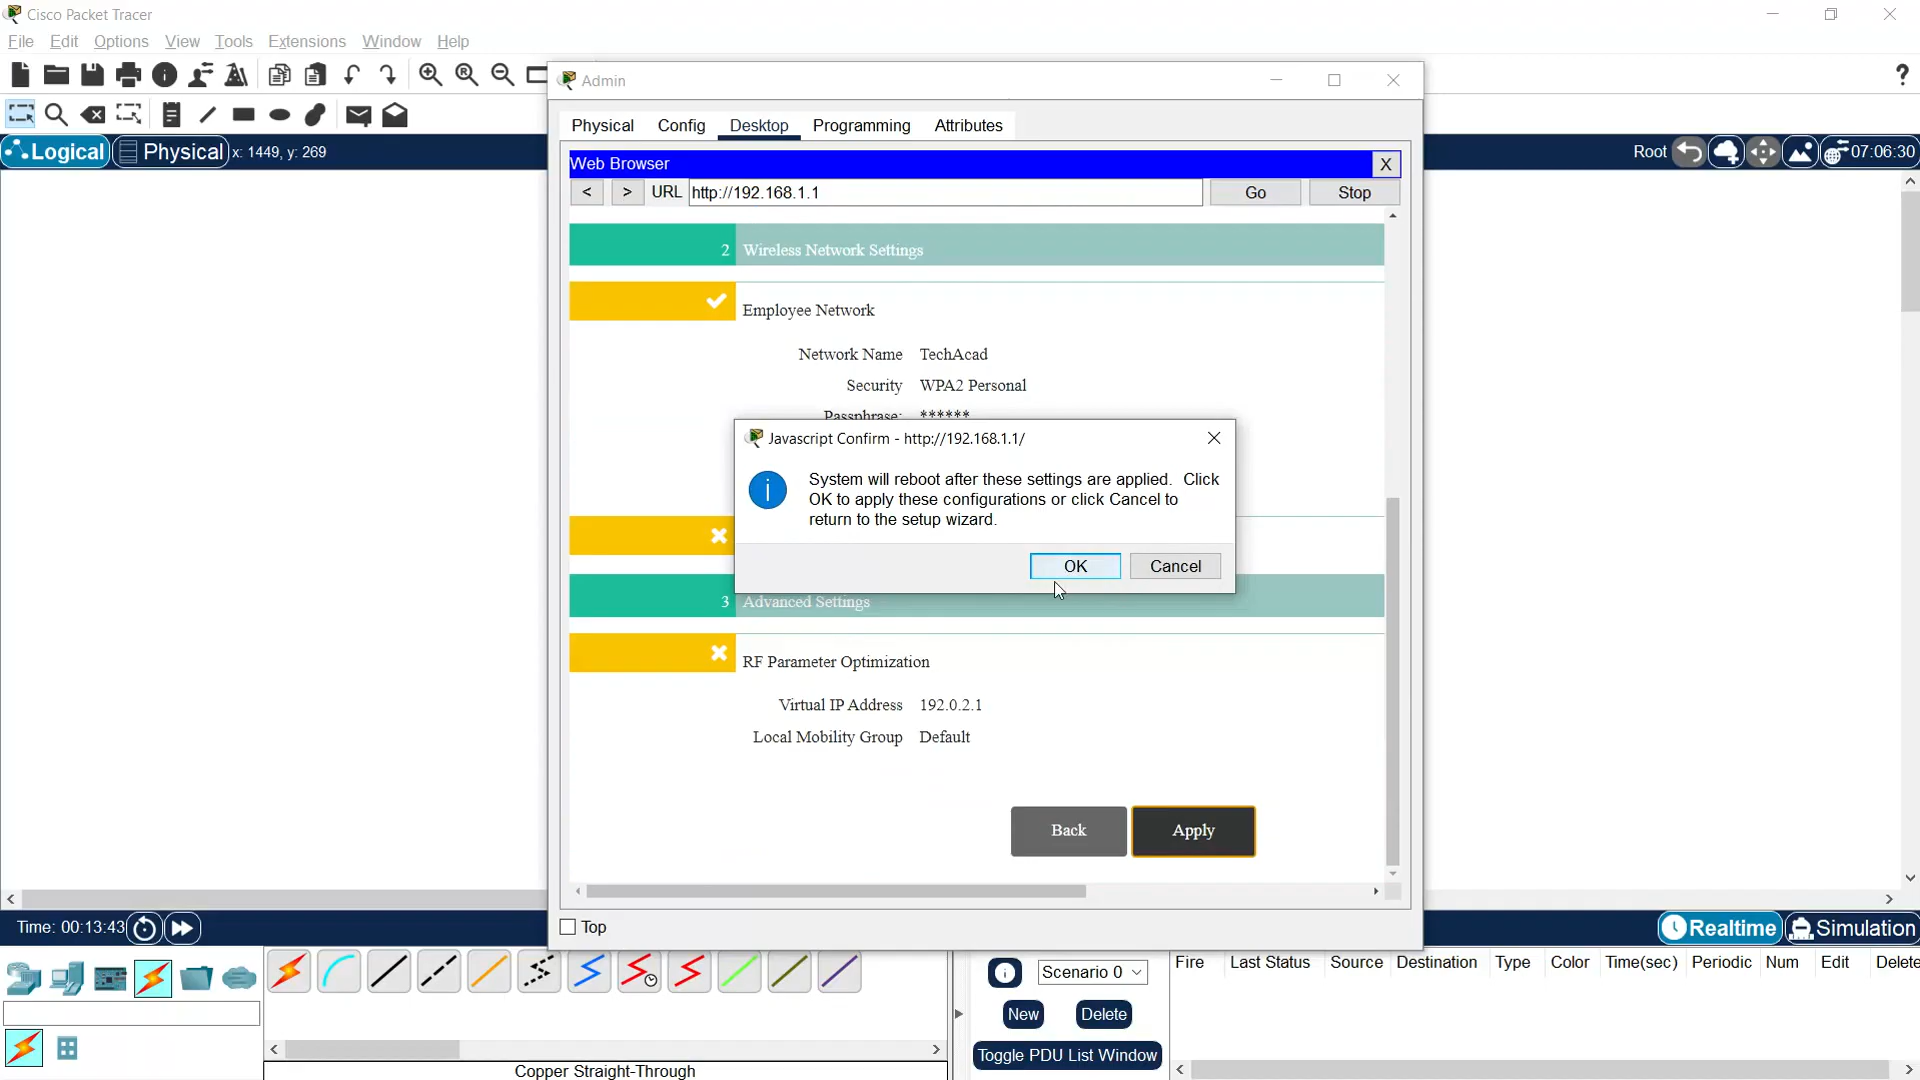 Cisco Packet Tracer
File Edit Options View Tools Extensions Window Help
?
Admin
Physical Config Desktop Programming Attributes
Logical Physical x: 1449, y: 269
Root 07:06:30
Web Browser X
< > URL http://192.168.1.1 Go Stop
2 Wireless Network Settings
Employee Network
Network Name TechAcad
Security WPA2 Personal
Passphrase: ******
Javascript Confirm - http://192.168.1.1/
System will reboot after these settings are applied. Click
OK to apply these configurations or click Cancel to
return to the setup wizard.
OK Cancel
3 Advanced Settings
RF Parameter Optimization
Virtual IP Address 192.0.2.1
Local Mobility Group Default
Back Apply
Top
Time: 00:13:43
Realtime Simulation
Scenario 0
Fire Last Status Source Destination Type Color Time(sec) Periodic Num Edit Delete
New Delete
Toggle PDU List Window
Copper Straight-Through